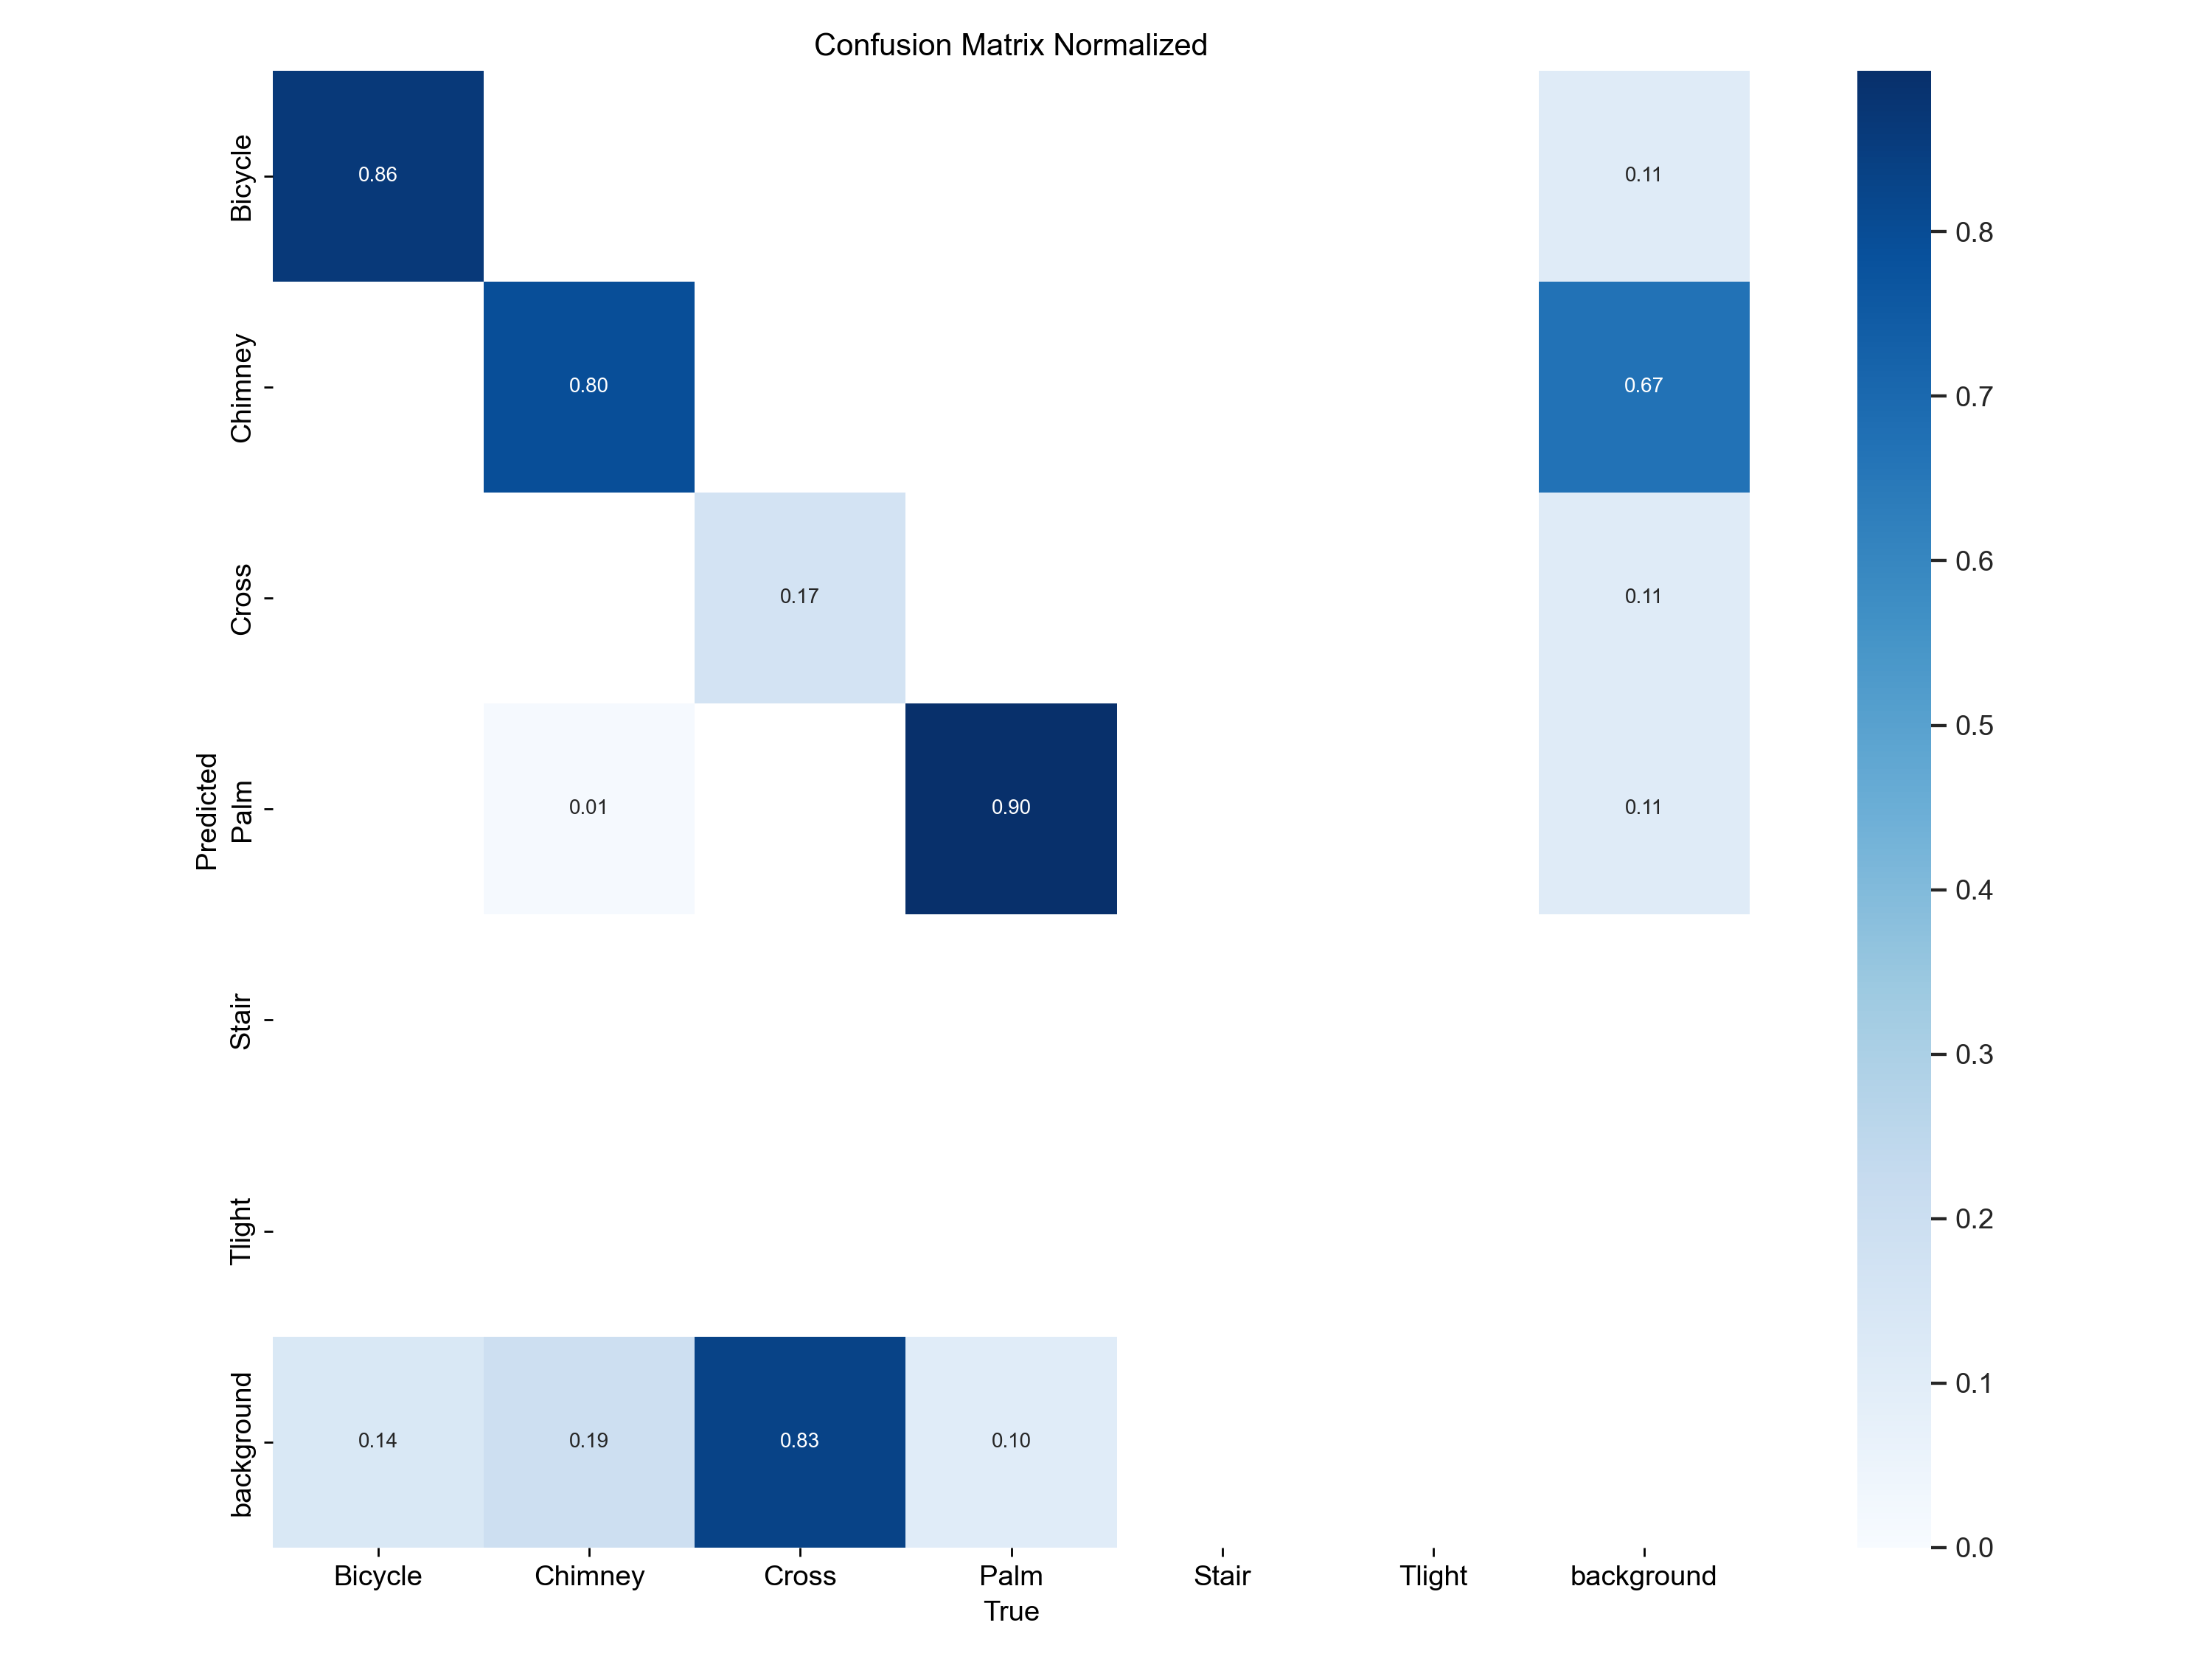 Confusion Matrix Normalized
Bicycle
0.86
0.11
0.8
Chimney
0.80
0.67
0.7
0.6
Cross
0.17
0.11
0.5
Predicted
Palm
0.01
0.90
0.11
0.4
Stair
0.3
Tlight
0.2
background
0.14
0.19
0.83
0.10
0.1
0.0
Bicycle
Chimney
Cross
Palm
Stair
Tlight
background
True